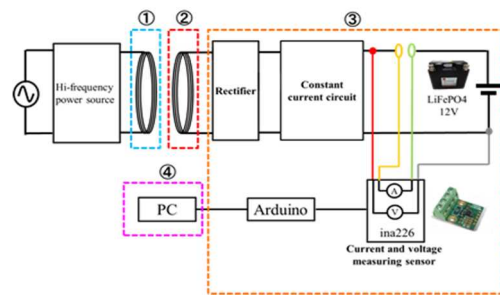 ① ② ③
Hi-frequency
power source
Rectifier
Constant
current circuit
LiFePO4
12V
④
PC
Arduino
A
V
ina226
Current and voltage
measuring sensor